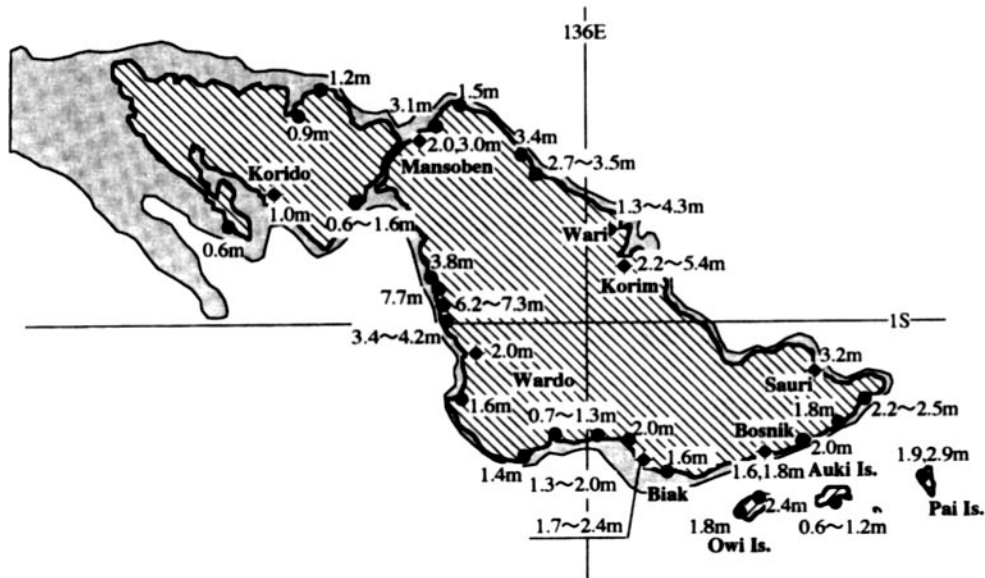 136E
1.2m
1.5m
3.1m
0.9m
2.0,3.0m
3.4m
Mansoben
2.7～3.5m
Korido
1.0m
0.6～1.6m
1.3～4.3m
Wari
0.6m
2.2～5.4m
3.8m
Korim
7.7m
6.2～7.3m
1S
3.4～4.2m
2.0m
3.2m
Wardo
Sauri
1.6m
0.7～1.3m
1.8m
2.2～2.5m
2.0m
Bosnik
2.0m
1.4m
1.6m
1.6,1.8m
Auki Is.
1.9,2.9m
1.3～2.0m
Biak
2.4m
Pai Is.
1.7～2.4m
1.8m
0.6～1.2m
Owi Is.